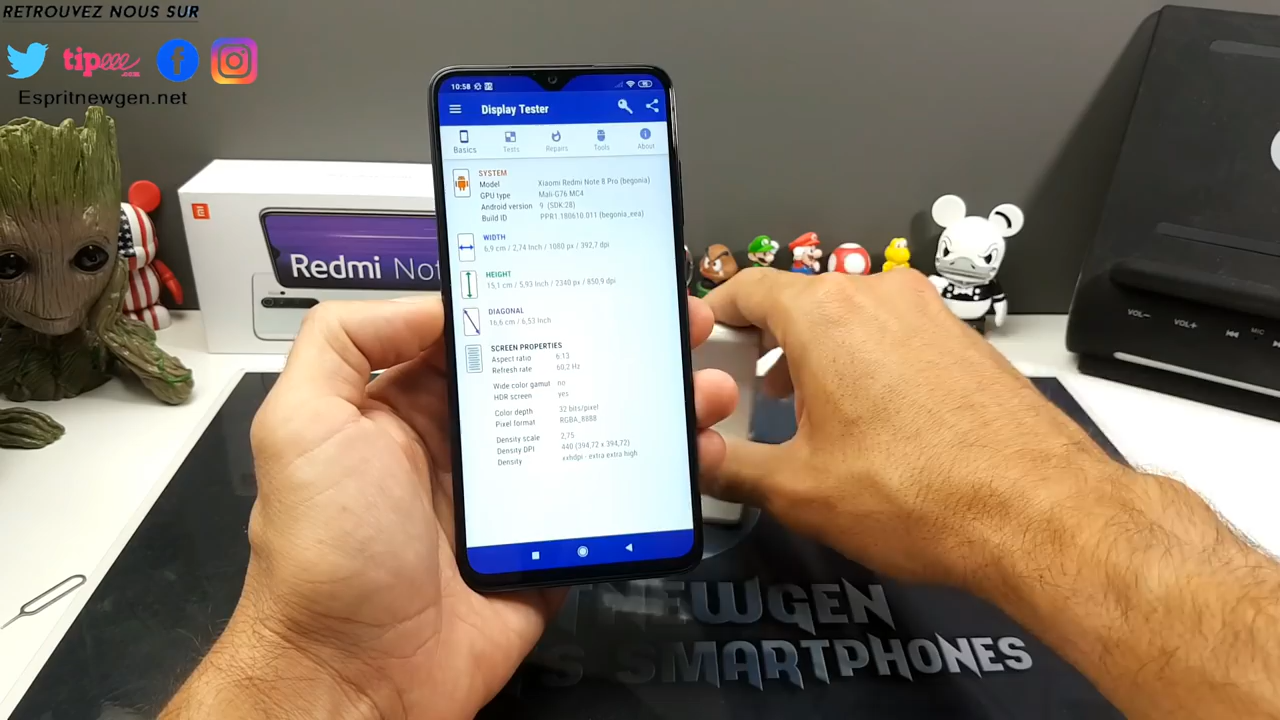 RETROUVEZ NOUS SUR
tipeee.com
Espritnewgen.net
10:58
Display Tester
Basics
Tests
Repairs
Tools
About
SYSTEM
Model Xiaomi Redmi Note 8 Pro (begonia)
GPU type Mali-G76 MC4
Android version 9 (SDK:28)
Build ID PPR1.180610.011 (begonia_eea)
WIDTH
6,9 cm / 2,74 Inch / 1080 px / 392,7 dpi
HEIGHT
15,1 cm / 5,93 Inch / 2340 px / 850,9 dpi
DIAGONAL
16,6 cm / 6,53 Inch
SCREEN PROPERTIES
Aspect ratio 6:13
Refresh rate 60,2 Hz
Wide color gamut no
HDR screen yes
Color depth 32 bits/pixel
Pixel format RGBA_8888
Density scale 2,75
Density DPI 440 (394,72 x 394,72)
Density xxhdpi - extra extra high
Redmi Not
VOL-
VOL+
MIC
TNEWGEN
S SMARTPHONES